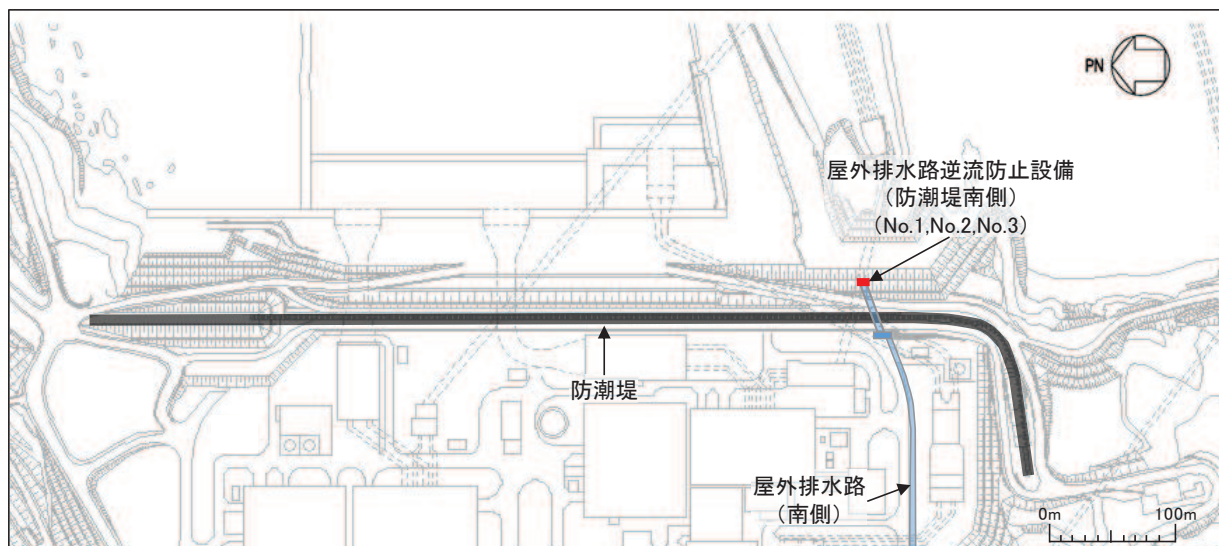 PN
屋外排水路逆流防止設備
（防潮堤南側）
（No.1,No.2,No.3）
防潮堤
屋外排水路
（南側）
0m 100m